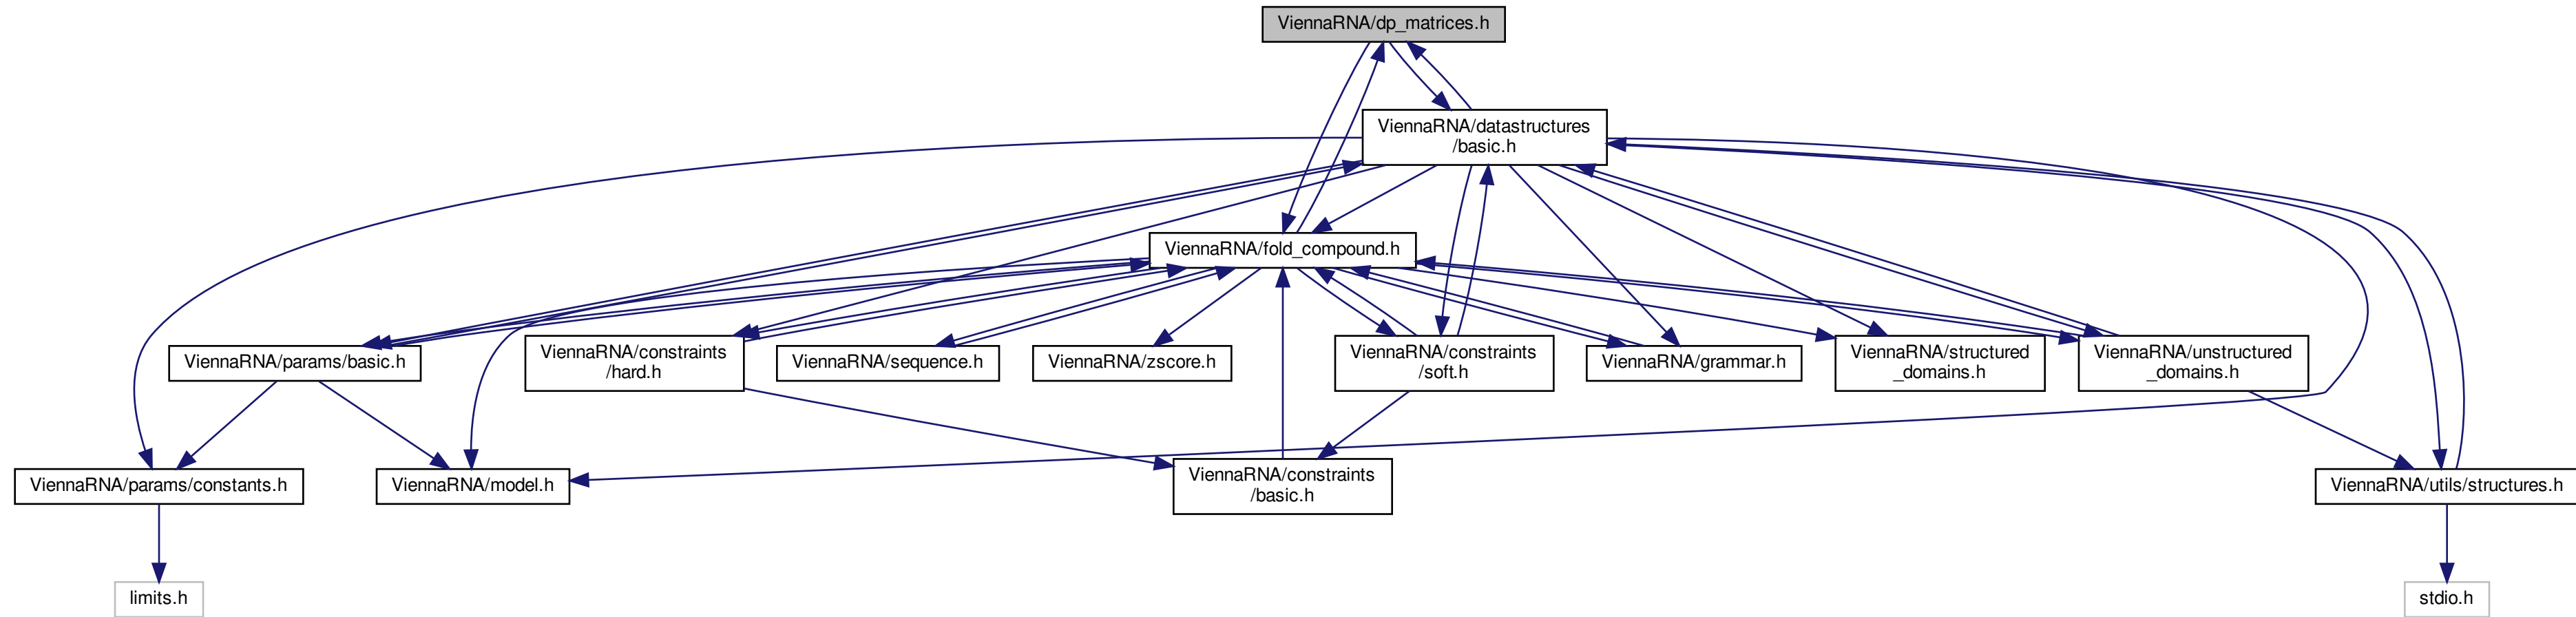 ViennaRNA/dp_matrices.h
ViennaRNA/datastructures
/basic.h
ViennaRNA/fold_compound.h
ViennaRNA/params/basic.h
ViennaRNA/constraints
/hard.h
ViennaRNA/sequence.h
ViennaRNA/zscore.h
ViennaRNA/constraints
/soft.h
ViennaRNA/grammar.h
ViennaRNA/structured
_domains.h
ViennaRNA/unstructured
_domains.h
ViennaRNA/params/constants.h
ViennaRNA/model.h
ViennaRNA/constraints
/basic.h
ViennaRNA/utils/structures.h
limits.h
stdio.h